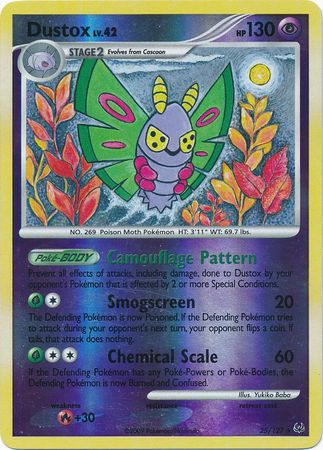 Dustox LV.42 HP 130
STAGE2 Evolves from Cascoon
NO. 269 Poison Moth Pokémon HT: 3'11" WT: 69.7 lbs.
Poké-BODY Camouflage Pattern
Prevent all effects of attacks, including damage, done to Dustox by your
opponent's Pokémon that is affected by 2 or more Special Conditions.
Smogscreen 20
The Defending Pokémon is now Poisoned. If the Defending Pokémon tries to
attack during your opponent's next turn, your opponent flips a coin. If
tails, that attack does nothing.
Chemical Scale 60
If the Defending Pokémon has any Poké-Powers or Poké-Bodies, the
Defending Pokémon is now Burned and Confused.
Illus. Yukiko Baba
weakness resistance retreat cost
+30
©2009 Pokémon/Nintendo 25/127